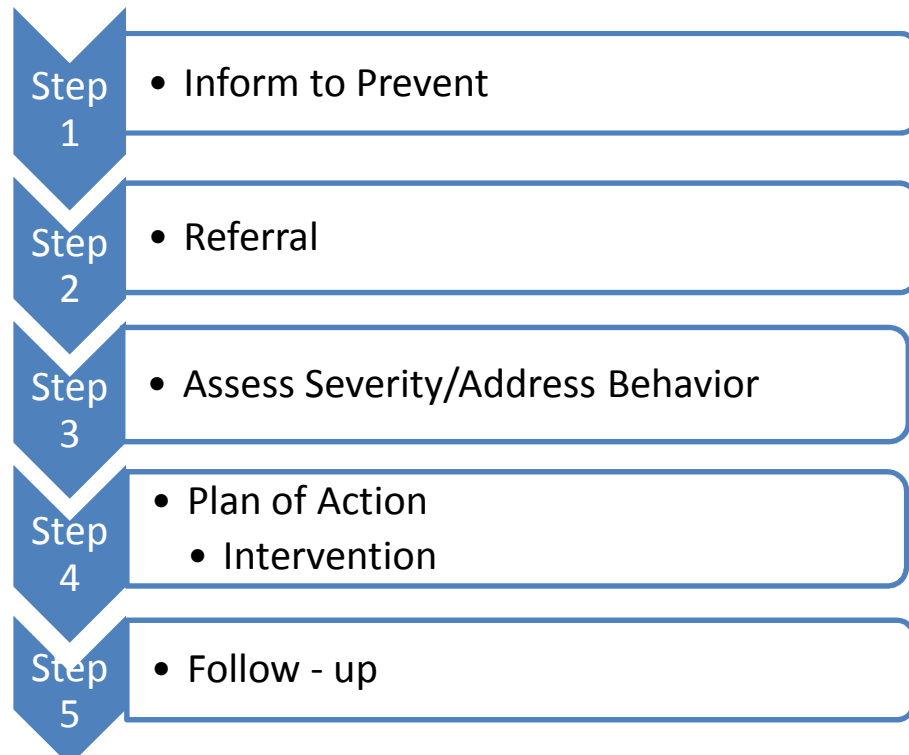 Step
1
• Inform to Prevent
Step
2
• Referral
Step
3
• Assess Severity/Address Behavior
Step
4
• Plan of Action
• Intervention
Step
5
• Follow - up